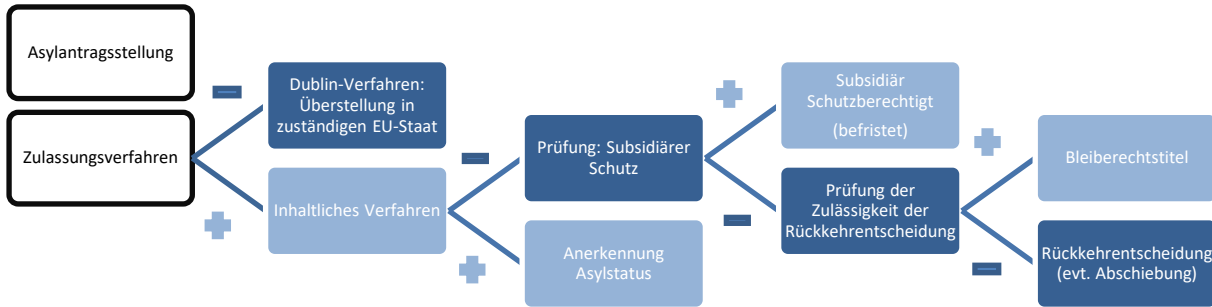 Asylantragsstellung
Zulassungsverfahren
Dublin-Verfahren:
Überstellung in
zuständigen EU-Staat
Inhaltliches Verfahren
Prüfung: Subsidiärer
Schutz
Anerkennung
Asylstatus
Subsidiär
Schutzberechtigt
(befristet)
Prüfung der
Zulässigkeit der
Rückkehrentscheidung
Bleiberechtstitel
Rückkehrentscheidung
(evt. Abschiebung)